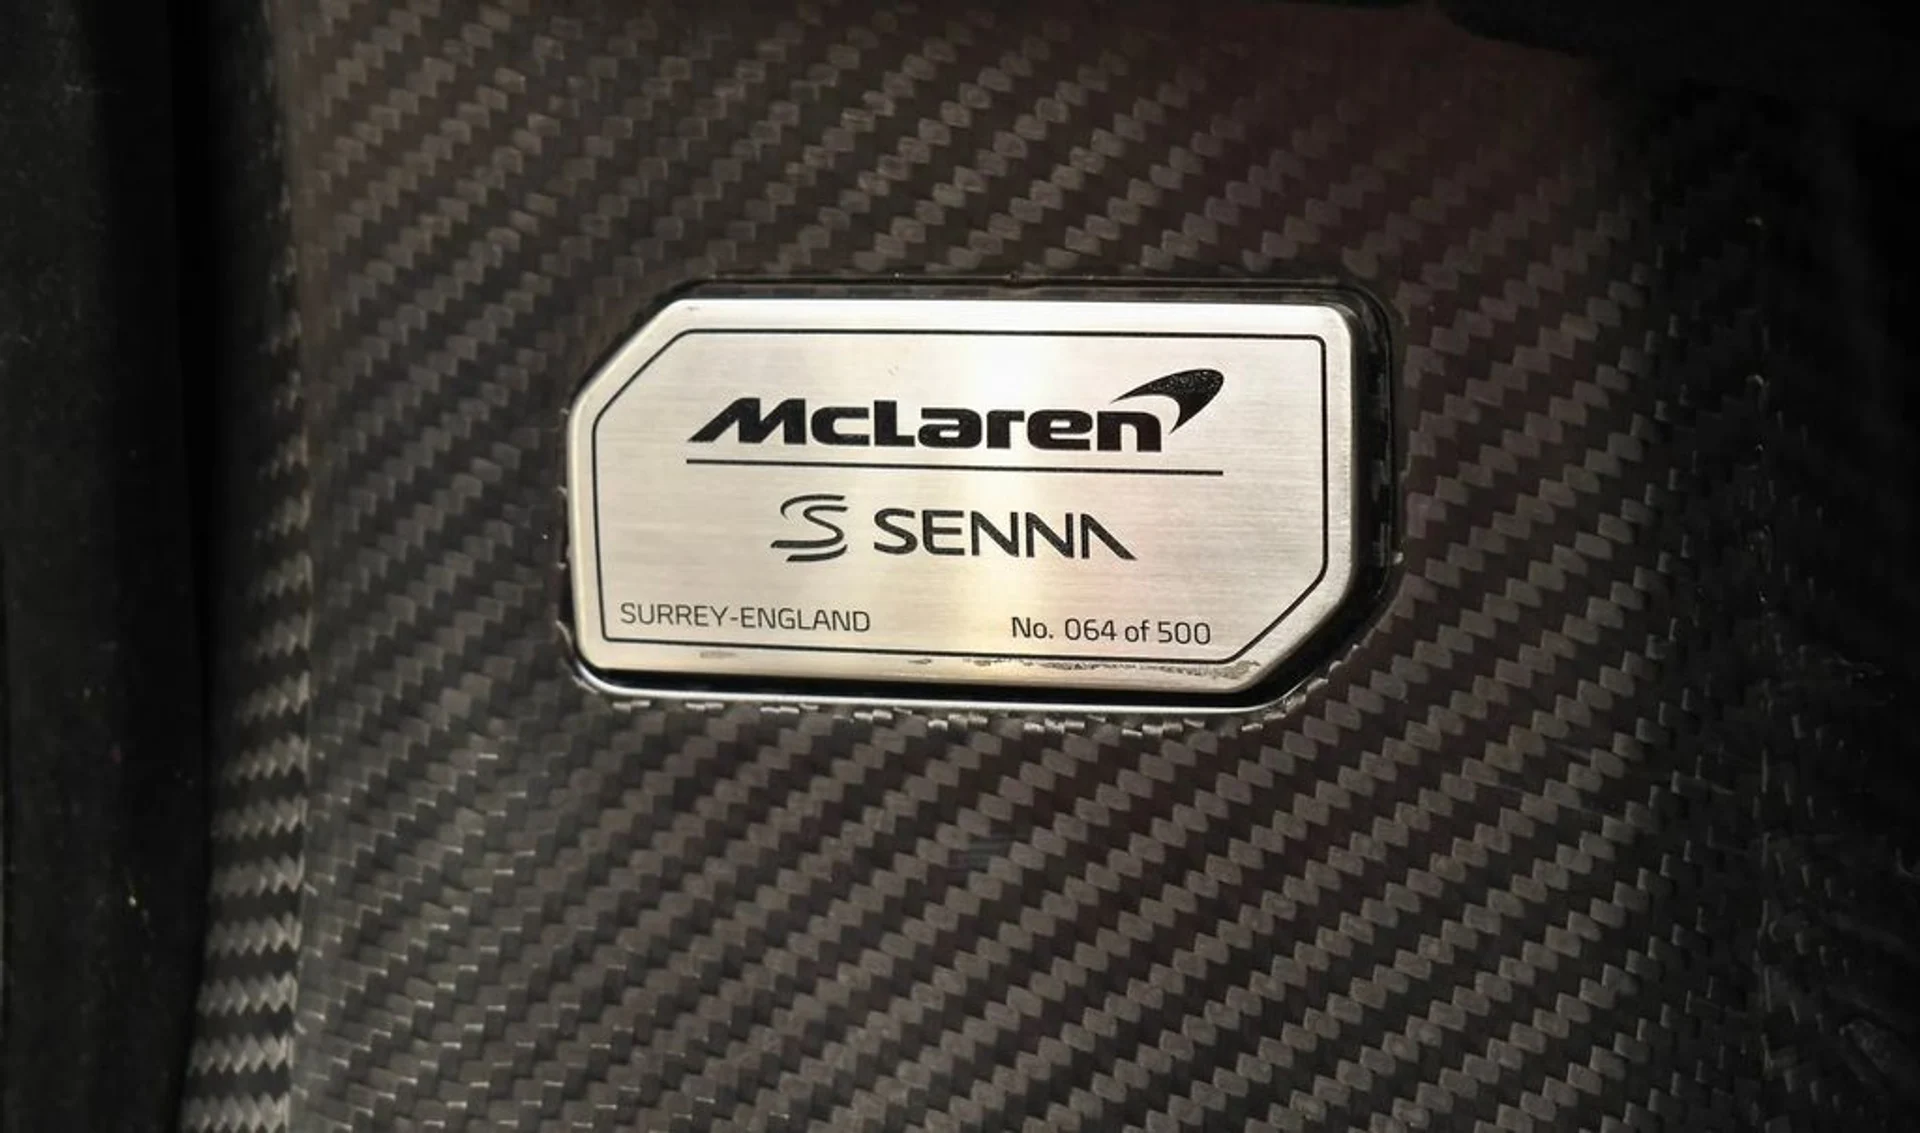 McLaren
SENNA
SURREY-ENGLAND
No. 064 of 500